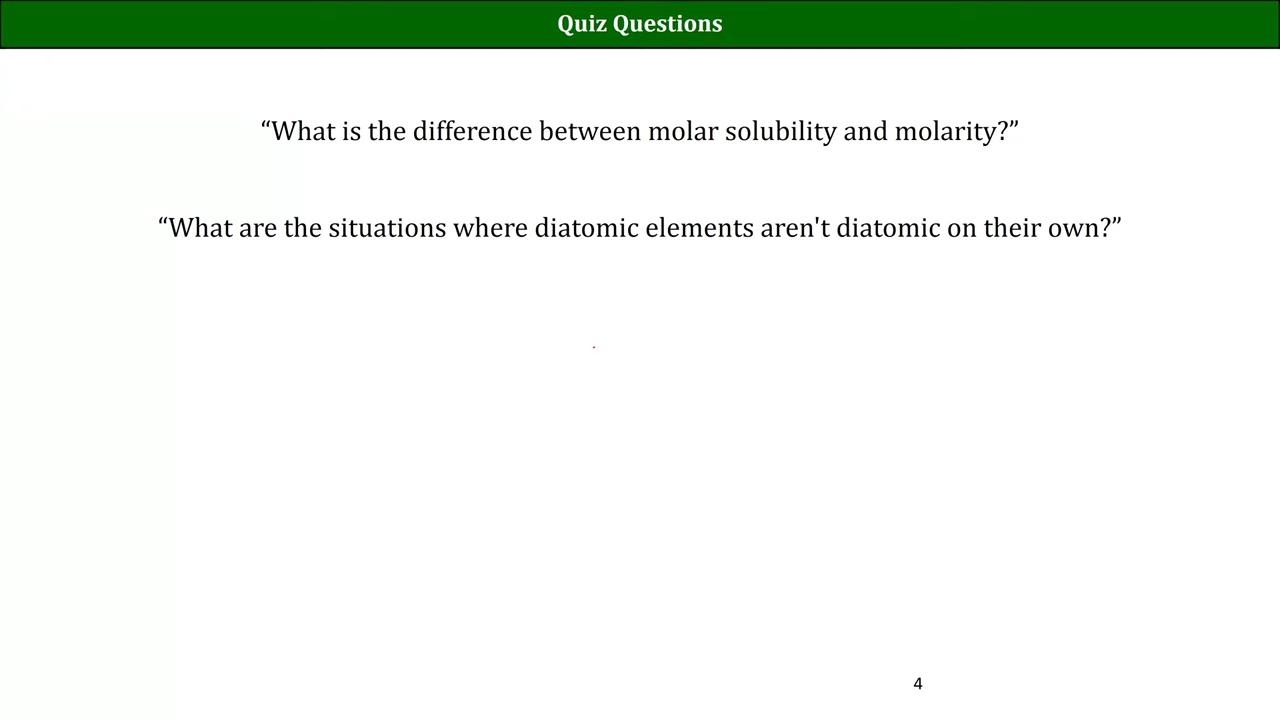 Quiz Questions
“What is the difference between molar solubility and molarity?”
“What are the situations where diatomic elements aren't diatomic on their own?”
4